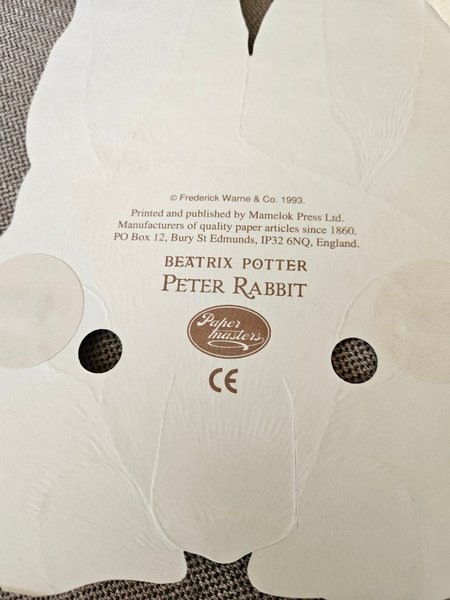 © Frederick Warne & Co. 1993.
Printed and published by Mamelok Press Ltd.
Manufacturers of quality paper articles since 1860.
PO Box 12, Bury St Edmunds, IP32 6NQ, England.
BEATRIX POTTER
PETER RABBIT
Paper
masters
CE